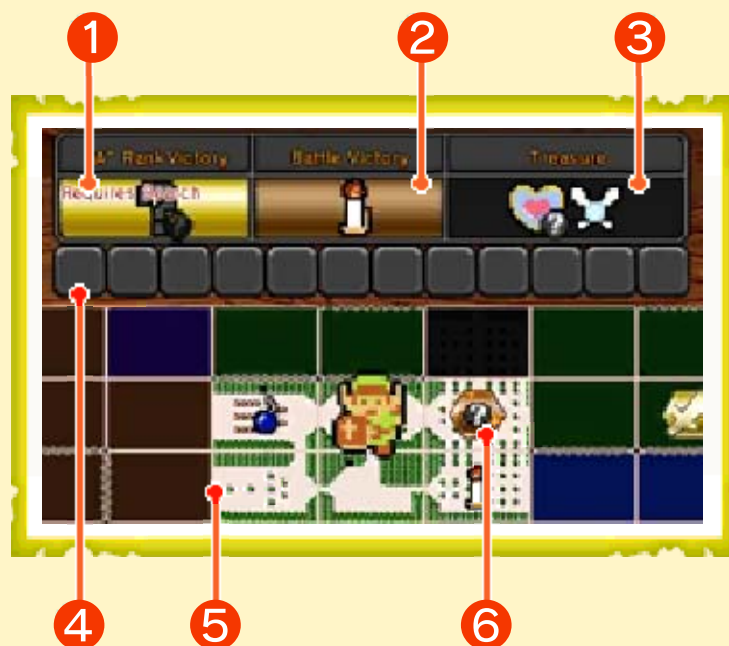 1
2
3
"A" Rank Victory
Battle Victory
Treasure
Requires Search
?
?
4
5
6